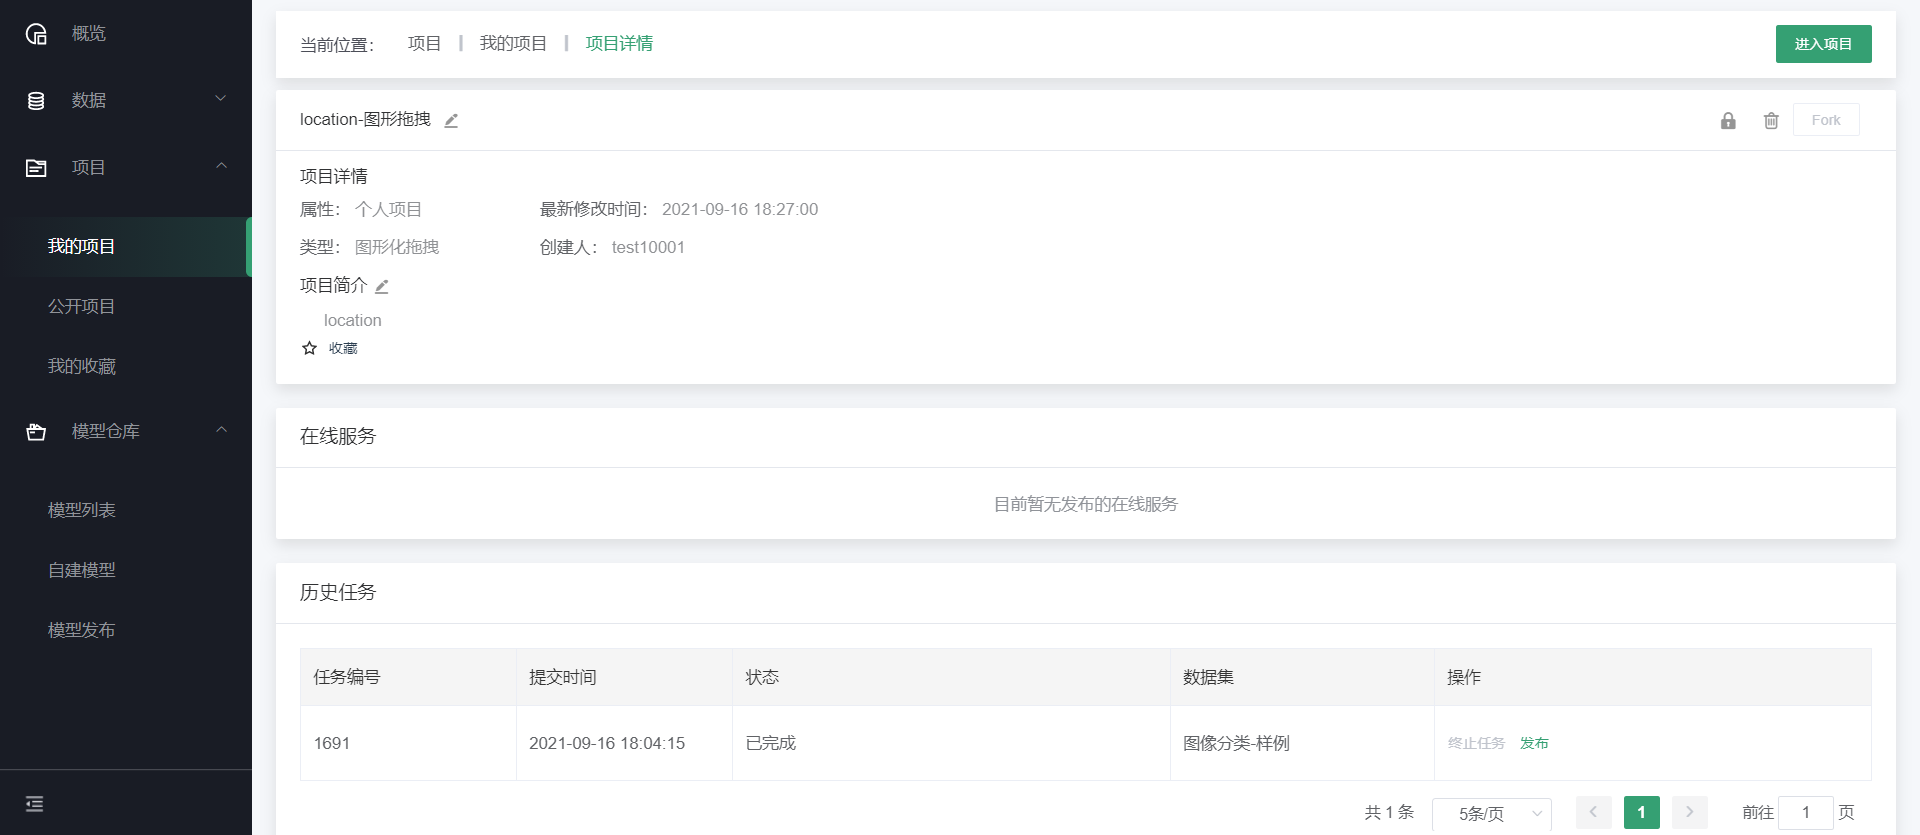 概览
数据
项目
我的项目
公开项目
我的收藏
模型仓库
模型列表
自建模型
模型发布
当前位置： 项目 | 我的项目 | 项目详情
进入项目
location-图形拖拽
Fork
项目详情
属性： 个人项目 最新修改时间： 2021-09-16 18:27:00
类型： 图形化拖拽 创建人： test10001
项目简介
location
收藏
在线服务
目前暂无发布的在线服务
历史任务
任务编号 提交时间 状态 数据集 操作
1691 2021-09-16 18:04:15 已完成 图像分类-样例 终止任务 发布
共 1 条 5条/页 1 前往 1 页